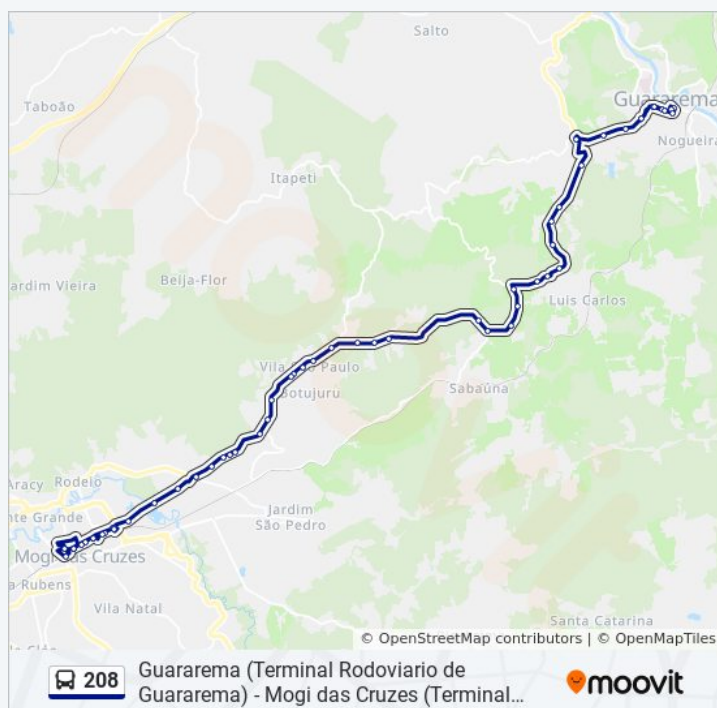 Salto
Taboão
Guararema
Nogueira
Itapeti
Jardim Vieira
Beija-Flor
Luis Carlos
Vila São Paulo
Botujuru
Sabaúna
Aracy
Rodeio
nte Grande
Jardim
São Pedro
Mogi das Cruzes
a Rubens
Vila Natal
Santa Catarina
© OpenStreetMap contributors | © OpenMapTiles
208
Guararema (Terminal Rodoviario de
Guararema) - Mogi das Cruzes (Terminal...
moovit